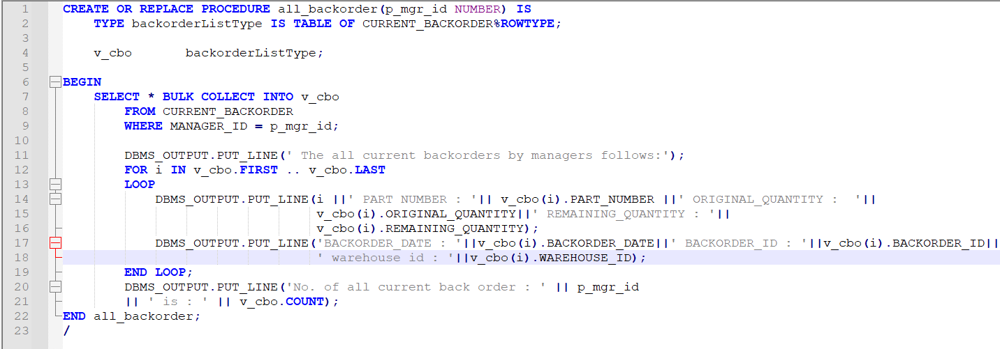 1 CREATE OR REPLACE PROCEDURE all_backorder(p_mgr_id NUMBER) IS
2     TYPE backorderListType IS TABLE OF CURRENT_BACKORDER%ROWTYPE;
3
4     v_cbo       backorderListType;
5
6 BEGIN
7     SELECT * BULK COLLECT INTO v_cbo
8         FROM CURRENT_BACKORDER
9         WHERE MANAGER_ID = p_mgr_id;
10
11         DBMS_OUTPUT.PUT_LINE(' The all current backorders by managers follows:');
12         FOR i IN v_cbo.FIRST .. v_cbo.LAST
13         LOOP
14             DBMS_OUTPUT.PUT_LINE(i ||' PART NUMBER : '|| v_cbo(i).PART_NUMBER ||' ORIGINAL_QUANTITY :  '||
15                                  v_cbo(i).ORIGINAL_QUANTITY||' REMAINING_QUANTITY : '||
16                                  v_cbo(i).REMAINING_QUANTITY);
17             DBMS_OUTPUT.PUT_LINE('BACKORDER_DATE : '||v_cbo(i).BACKORDER_DATE||' BACKORDER_ID : '||v_cbo(i).BACKORDER_ID||
18                                  ' warehouse id : '||v_cbo(i).WAREHOUSE_ID);
19         END LOOP;
20         DBMS_OUTPUT.PUT_LINE('No. of all current back order : ' || p_mgr_id
21         || ' is : ' || v_cbo.COUNT);
22 END all_backorder;
23 /